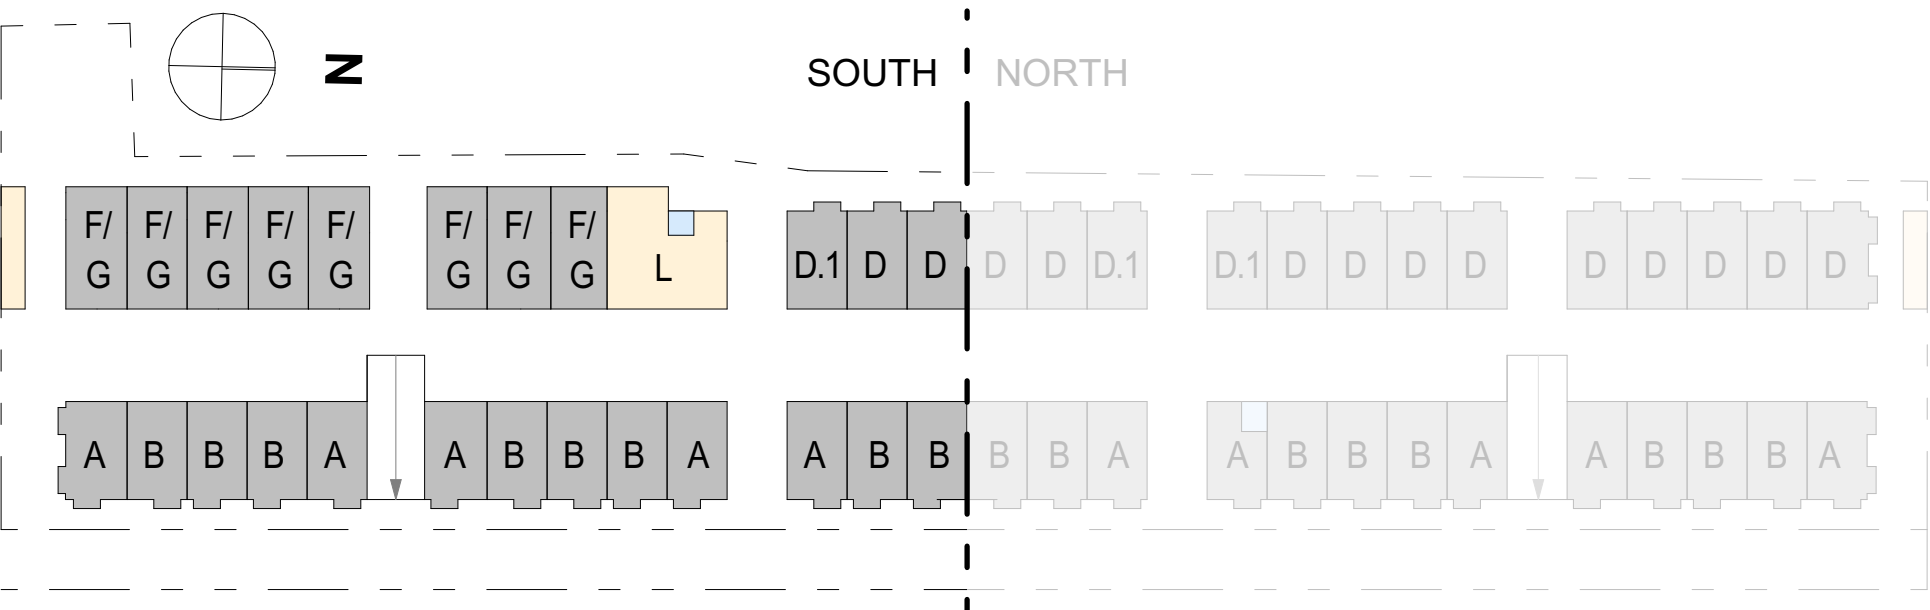 N
SOUTH NORTH
F/ F/ F/ F/ F/ F/ F/ F/
G G G G G G G G L D.1 D D D D D.1 D.1 D D D D D D D D D
A B B B A A B B B A A B B B B A A B B B A A B B B A